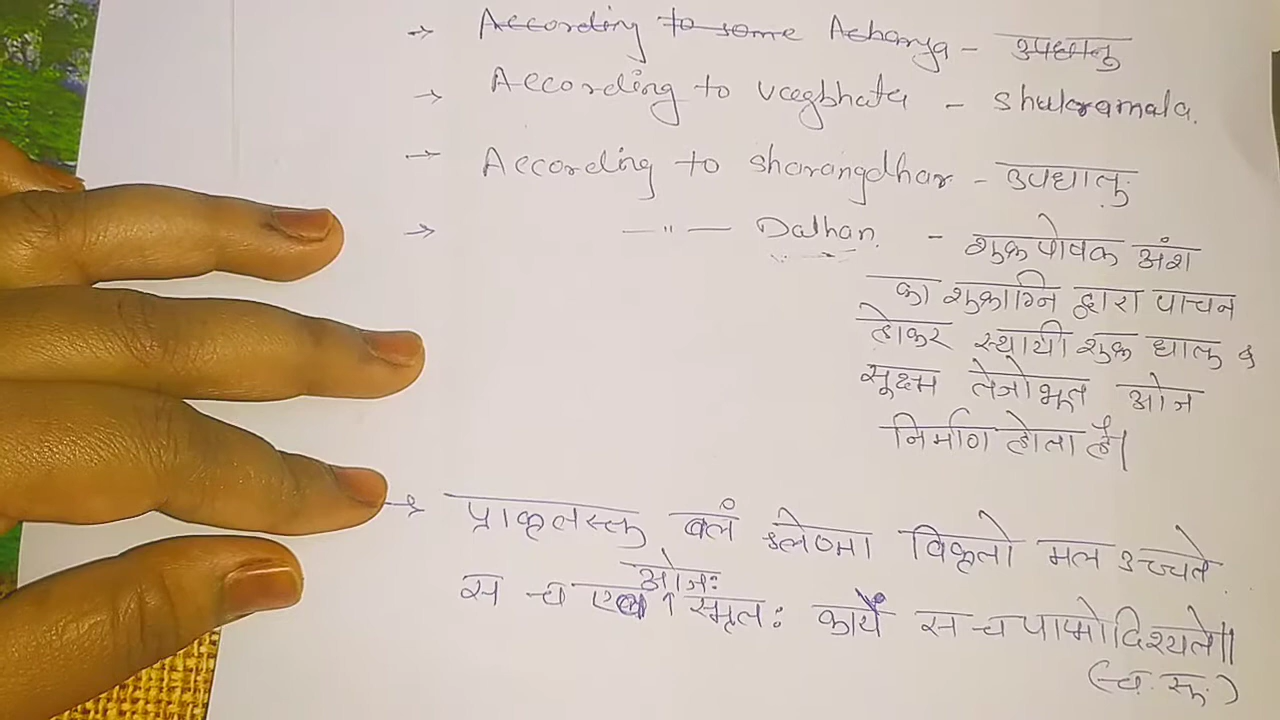 → According to some Acharya - उपधातु
→ According to vagbhata - Shukramala.
→ According to sharangdhar - उपधातु
→ —"— Dalhan. - शुक्र पोषक अंश
का शुक्राग्नि द्वारा पाचन
होकर स्थायी शुक्र धातु व
सूक्ष्म तेजोभूत ओज
निर्माण होता है|
→ प्राकृतस्तु बलं श्लेष्मा विकृतो मल उच्यते
ओजः
स च एव ↑ स्मृतः काये स च पाप्मोदिश्यते||
(च. सू.)